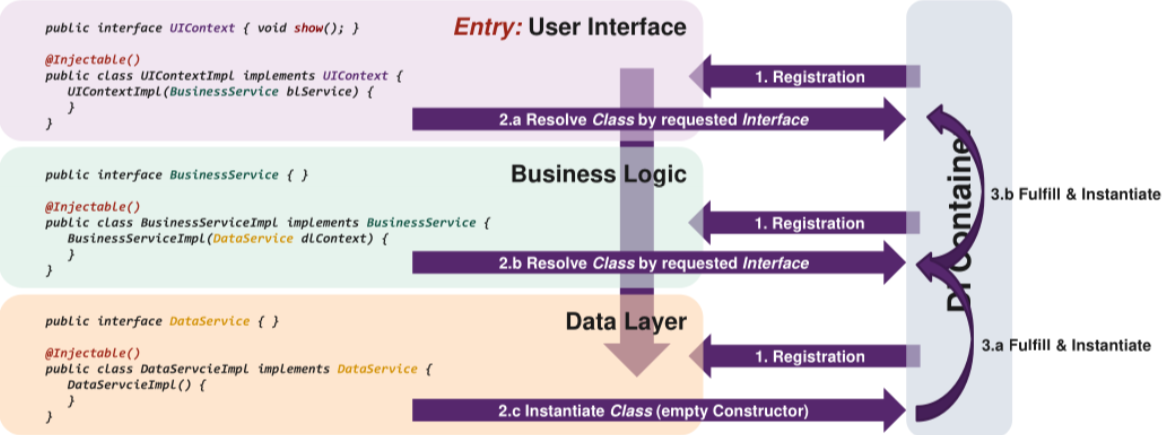 public interface UIContext { void show(); }
Entry: User Interface
@Injectable()
public class UIContextImpl implements UIContext {
UIContextImpl(BusinessService blService) {
}
}
1. Registration
2.a Resolve Class by requested Interface
public interface BusinessService { }
Business Logic
@Injectable()
public class BusinessServiceImpl implements BusinessService {
BusinessServiceImpl(DataService dlContext) {
}
}
1. Registration
2.b Resolve Class by requested Interface
public interface DataService { }
Data Layer
@Injectable()
public class DataServcieImpl implements DataService {
DataServcieImpl() {
}
}
1. Registration
2.c Instantiate Class (empty Constructor)
DI Container
3.b Fulfill & Instantiate
3.a Fulfill & Instantiate